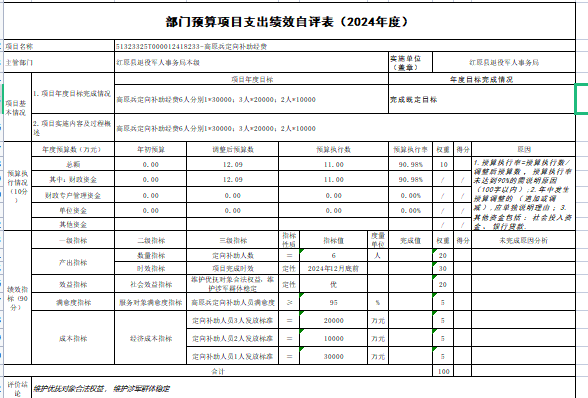 部门预算项目支出绩效自评表（2024年度）
项目名称 51323325T000012418233-高原兵定向补助经费
主管部门 红原县退役军人事务局本级 实施单位（盖章） 红原县退役军人事务局
项目基本情况 1. 项目年度目标完成情况 项目年度目标 年度目标完成情况
高原兵定向补助经费6人分别1*30000；3人*20000；2人*10000 完成既定目标
2. 项目实施内容及过程概述 高原兵定向补助经费6人分别1*30000；3人*20000；2人*10000
预算执行情况（10分） 年度预算数（万元） 年初预算 调整后预算数 预算执行数 预算执行率 权重 得分 原因
总额 0.00 12.09 11.00 90.98% 10
其中：财政资金 0.00 12.09 11.00 90.98% / /
财政专户管理资金 0.00 0.00 0.00 0.00% / /
单位资金 0.00 0.00 0.00 0.00% / /
其他资金 / /
1.预算执行率=预算执行数/
调整后预算数， 预算执行率
未达到90%的需说明原因
（100字以内）;2.年中发生
预算调整的（追加或调
减），应单独说明理由； 3.
其他资金包括： 社会投入资
金 、银行贷款.
绩效指标（90分） 一级指标 二级指标 三级指标 指标性质 指标值 度量单位 完成值 权重 得分 未完成原因分析
产出指标 数量指标 定向补助人数 ＝ 6 人 20
时效指标 项目完成时效 定性 2024年12月底前 30
效益指标 社会效益指标 维护优抚对象合法权益，维护涉军群体稳定 定性 优 20
满意度指标 服务对象满意度指标 高原兵定向补助人员满意度 ≥ 95 % 5
成本指标 经济成本指标 定向补助人员3人发放标准 ＝ 20000 万元 5
定向补助人员2人发放标准 ＝ 10000 万元 5
定向补助人员1人发放标准 ＝ 30000 万元 5
合计 100
评价结论 维护优抚对象合法权益， 维护涉军群体稳定